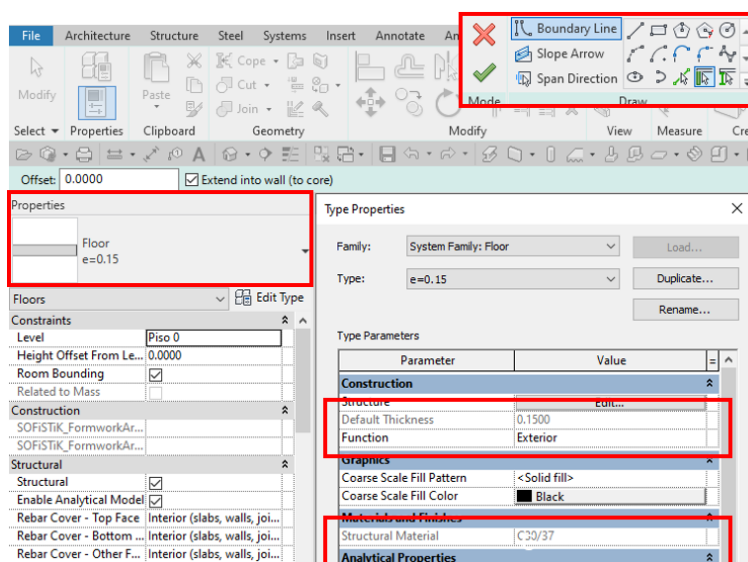 File Architecture Structure Steel Systems Insert Annotate An
Boundary Line
Slope Arrow
Span Direction
Mode Draw
Modify
Paste
Cope
Cut
Join
Select Properties Clipboard Geometry Modify View Measure Cre
Offset: 0.0000 Extend into wall (to core)
Properties
Floor
e=0.15
Floors Edit Type
Constraints
Level Piso 0
Height Offset From Le... 0.0000
Room Bounding
Related to Mass
Construction
SOFiSTiK_FormworkAr...
SOFiSTiK_FormworkAr...
Structural
Structural
Enable Analytical Model
Rebar Cover - Top Face Interior (slabs, walls, joi...
Rebar Cover - Bottom ... Interior (slabs, walls, joi...
Rebar Cover - Other F... Interior (slabs, walls, joi...
Type Properties
Family: System Family: Floor Load...
Type: e=0.15 Duplicate...
Rename...
Type Parameters
Parameter Value =
Construction
Structure Edit...
Default Thickness 0.1500
Function Exterior
Graphics
Coarse Scale Fill Pattern <Solid fill>
Coarse Scale Fill Color Black
Materials and Finishes
Structural Material C30/37
Analytical Properties